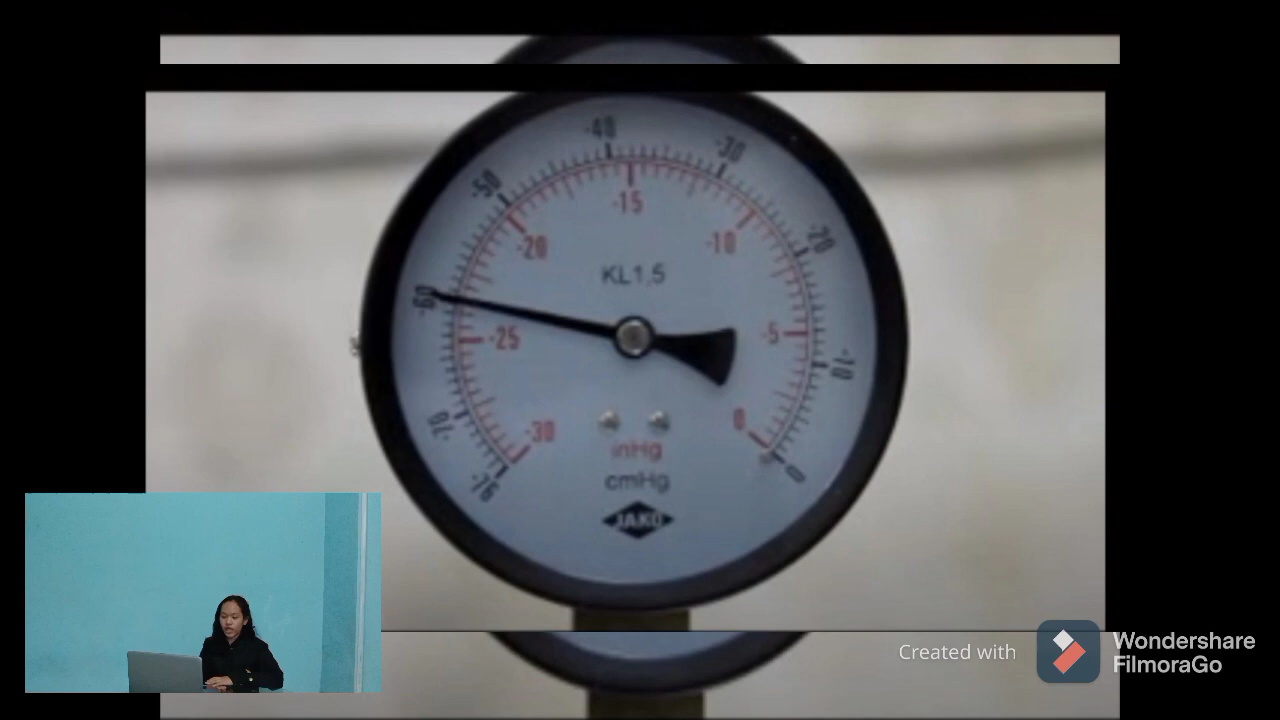 -40
-30
-50
-15
-20
-10
-20
KL1,5
-60
-25
-5
-10
-70
0
-30
inHg
0
-76
cmHg
JAKO
Created with
Wondershare
FilmoraGo